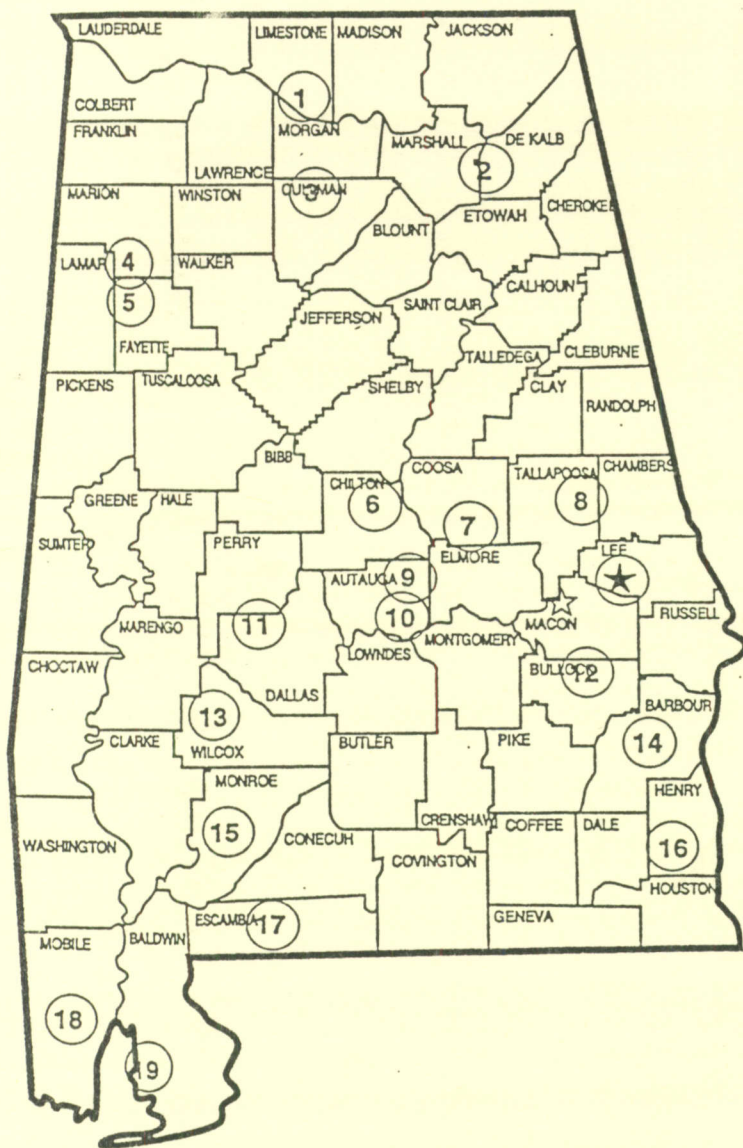 LAUDERDALE
LIMESTONE
MADISON
JACKSON
COLBERT
1
FRANKLIN
MORGAN
MARSHALL
DE KALB
LAWRENCE
2
MARION
WINSTON
CULLMAN
3
CHEROKEE
ETOWAH
BLOUNT
LAMAR
4
WALKER
CALHOUN
5
SAINT CLAIR
JEFFERSON
FAYETTE
TALLEDEGA
CLEBURNE
PICKENS
TUSCALOOSA
SHELBY
CLAY
RANDOLPH
BIBB
COOSA
TALLAPOOSA
CHAMBERS
GREENE
HALE
CHILTON
6
8
7
SUMTER
PERRY
ELMORE
LEE
AUTAUGA
9
10
MACON
RUSSELL
MARENGO
11
MONTGOMERY
LOWNDES
CHOCTAW
BULLOCK
12
DALLAS
BARBOUR
13
14
CLARKE
WILCOX
BUTLER
PIKE
MONROE
HENRY
15
CONECUH
CRENSHAW
COFFEE
DALE
WASHINGTON
16
COVINGTON
HOUSTON
ESCAMBIA
17
GENEVA
MOBILE
BALDWIN
18
19